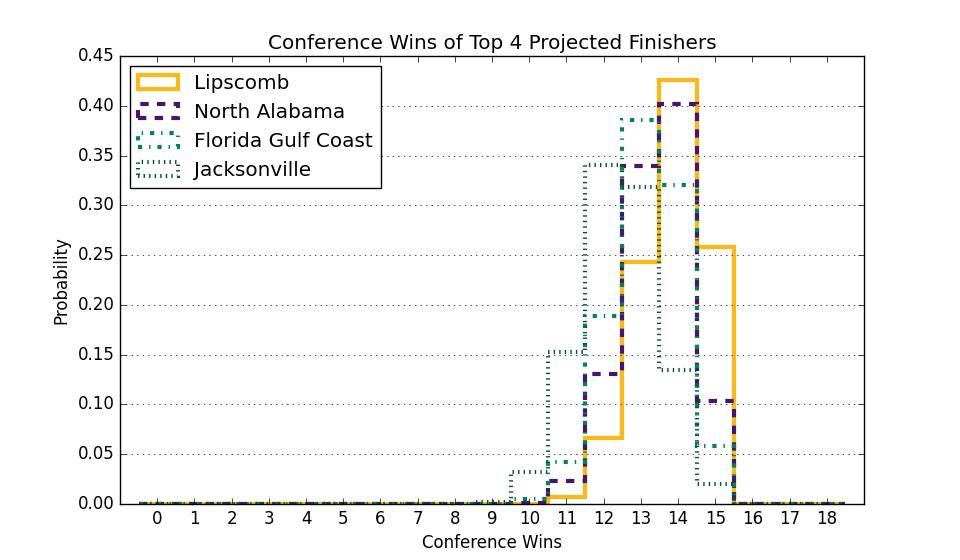 Conference Wins of Top 4 Projected Finishers
0.45
0.40
0.35
0.30
0.25
0.20
0.15
0.10
0.05
0.00
Probability
Lipscomb
North Alabama
Florida Gulf Coast
Jacksonville
0 1 2 3 4 5 6 7 8 9 10 11 12 13 14 15 16 17 18
Conference Wins